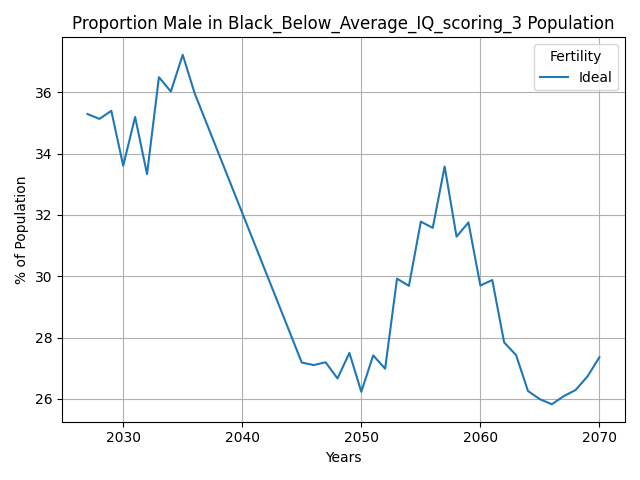 Proportion Male in Black_Below_Average_IQ_scoring_3 Population
Fertility
Ideal
% of Population
36
34
32
30
28
26
2030 2040 2050 2060 2070
Years